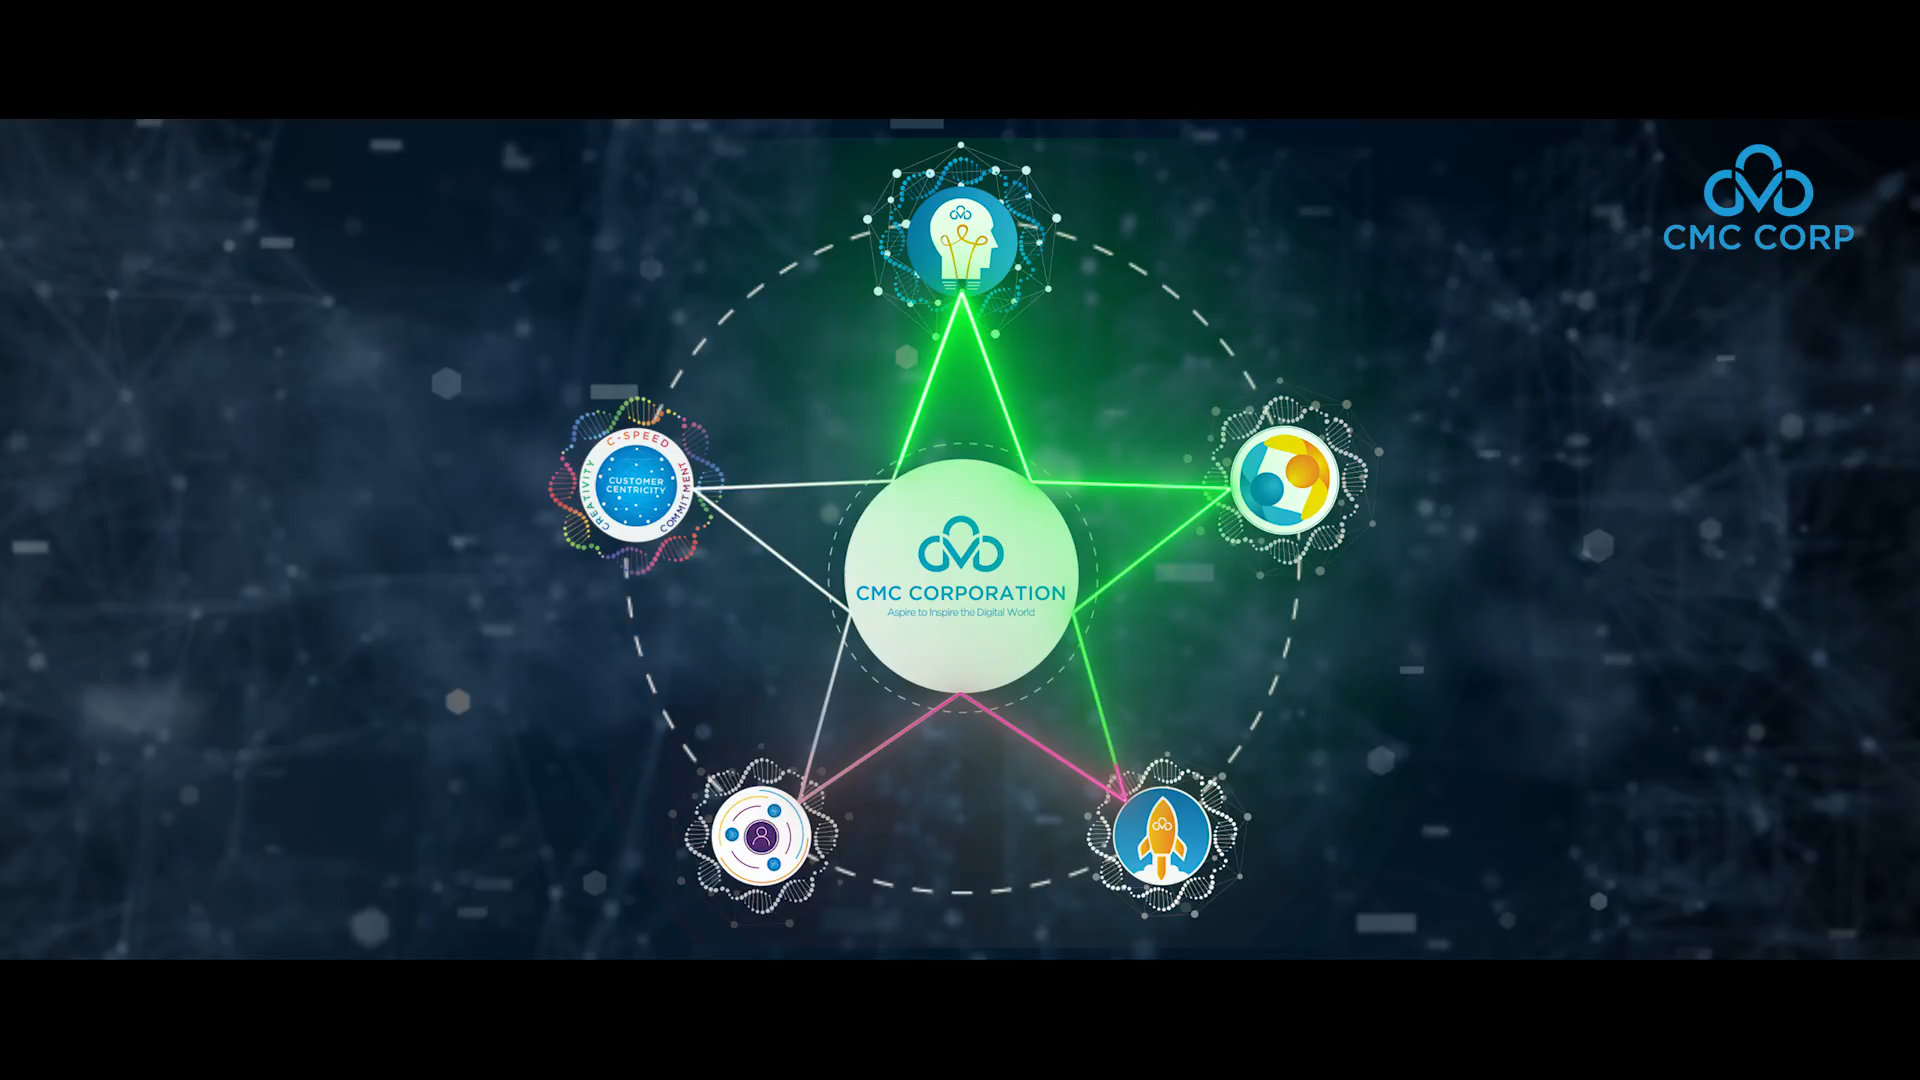 CMC CORP
C-SPEED
CREATIVITY
CUSTOMER
CENTRICITY
COMMITMENT
CMC CORPORATION
Aspire to Inspire the Digital World